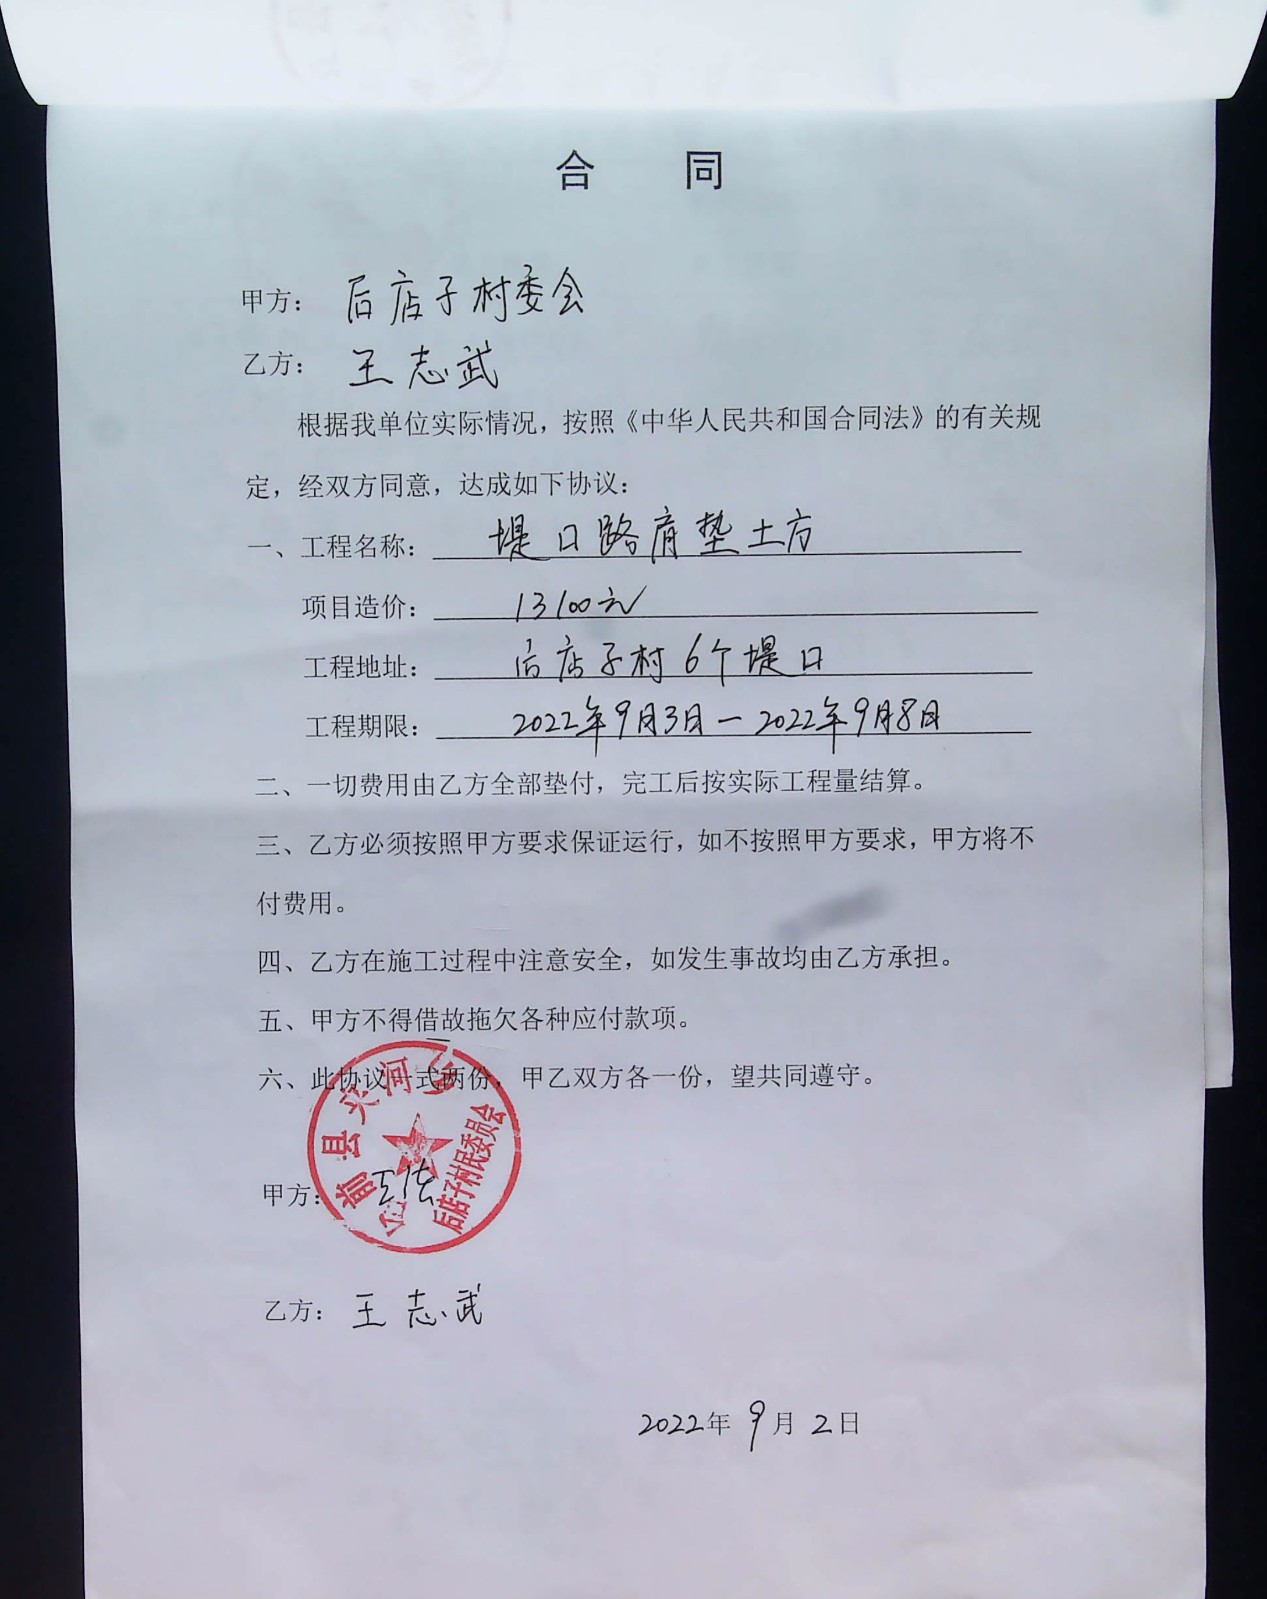 合 同
甲方： 后店子村委会
乙方： 王志武
根据我单位实际情况，按照《中华人民共和国合同法》的有关规
定，经双方同意，达成如下协议：
一、工程名称： 堤口路肩垫土方
项目造价： 13100元
工程地址： 后店子村6个堤口
工程期限： 2022年9月3日—2022年9月8日
二、一切费用由乙方全部垫付，完工后按实际工程量结算。
三、乙方必须按照甲方要求保证运行，如不按照甲方要求，甲方将不
付费用。
四、乙方在施工过程中注意安全，如发生事故均由乙方承担。
五、甲方不得借故拖欠各种应付款项。
六、此协议一式两份，甲乙双方各一份，望共同遵守。
县夹河乡
后店子村民委员会
甲方：
乙方： 王志武
2022年9月2日